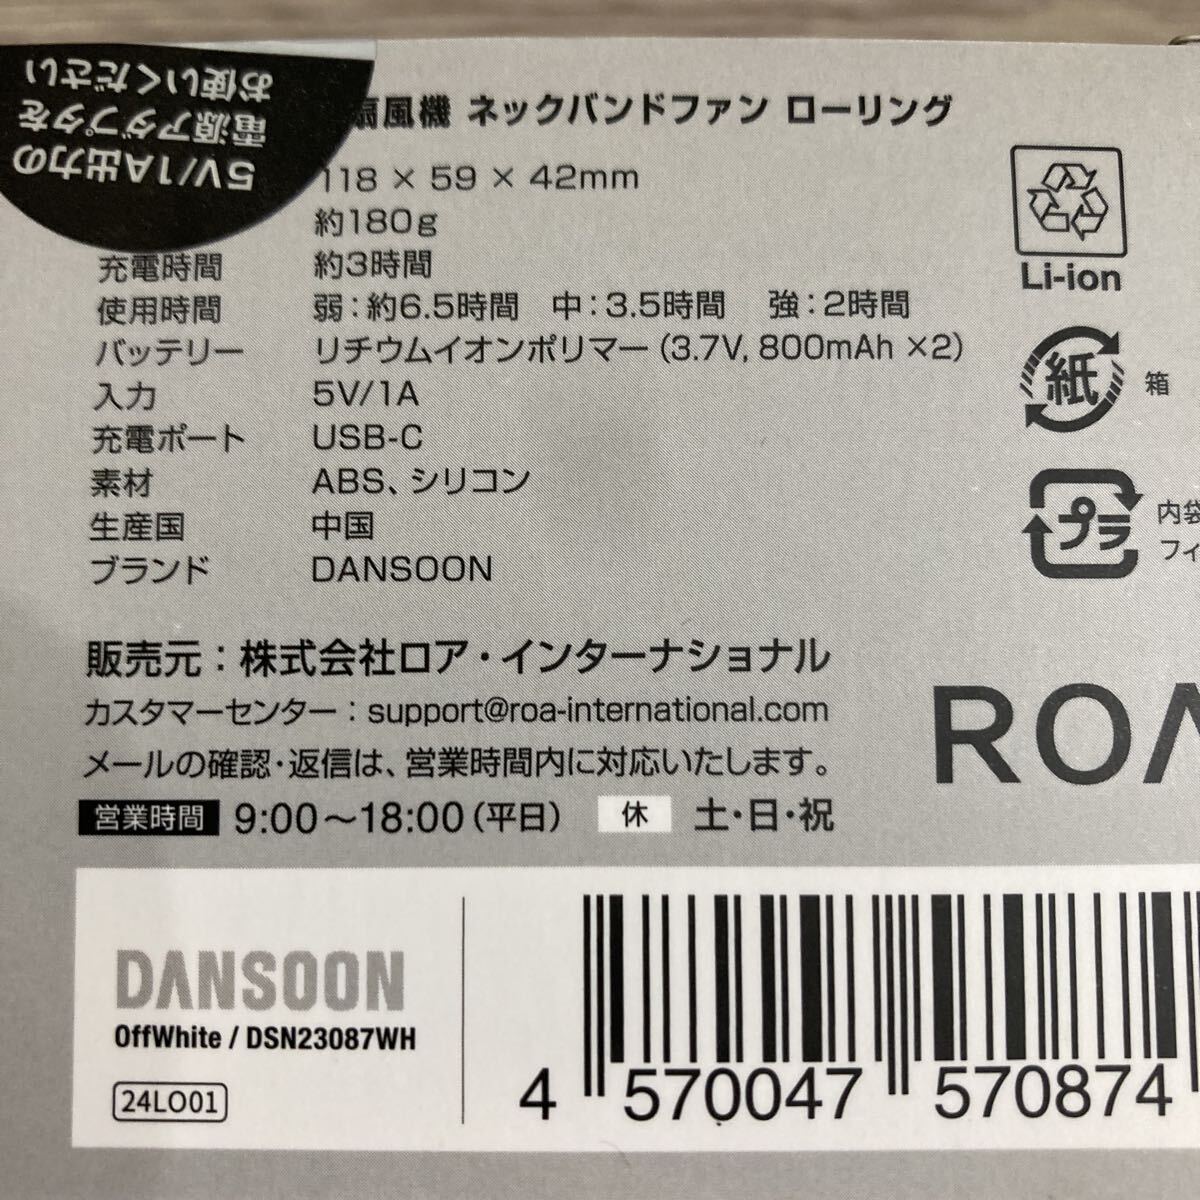 5V/1A出力の
電源アダプタを
お使いください
扇風機 ネックバンドファン ローリング
118 × 59 × 42mm
約180g
充電時間 約3時間
使用時間 弱：約6.5時間 中：3.5時間 強：2時間
バッテリー リチウムイオンポリマー（3.7V, 800mAh ×2）
入力 5V/1A
充電ポート USB-C
素材 ABS、シリコン
生産国 中国
ブランド DANSOON
Li-ion
紙 箱
プラ 内袋
フィ
販売元：株式会社ロア・インターナショナル
カスタマーセンター：support@roa-international.com
メールの確認・返信は、営業時間内に対応いたします。
営業時間 9:00～18:00（平日） 休 土・日・祝
ROA
DANSOON
OffWhite / DSN23087WH
24LO01
4 570047 570874